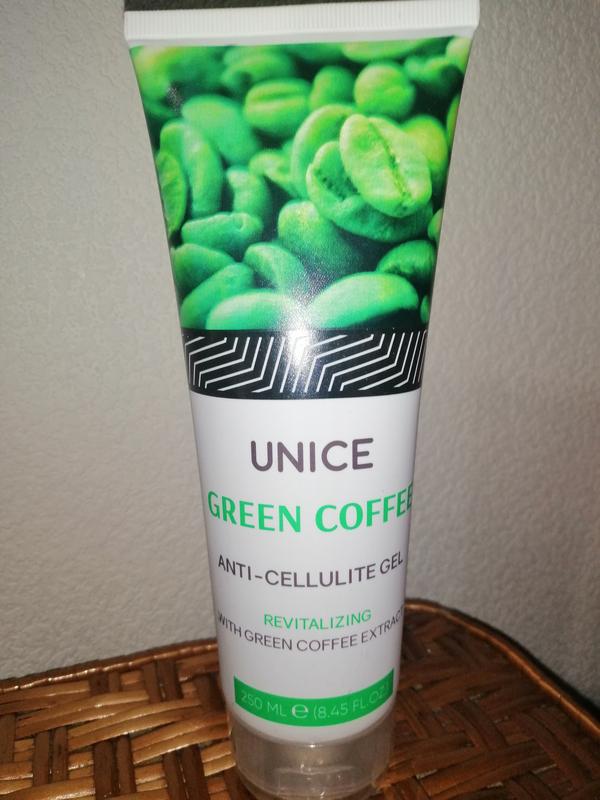 UNICE
GREEN COFFEE
ANTI-CELLULITE GEL
REVITALIZING
WITH GREEN COFFEE EXTRACT
250 ML e (8.45 FL.OZ.)